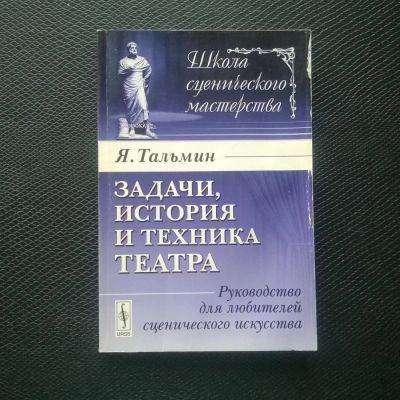 Школа
сценического
мастерства
Я. Тальмин
ЗАДАЧИ,
ИСТОРИЯ
И ТЕХНИКА
ТЕАТРА
Руководство
для любителей
сценического искусства
URSS